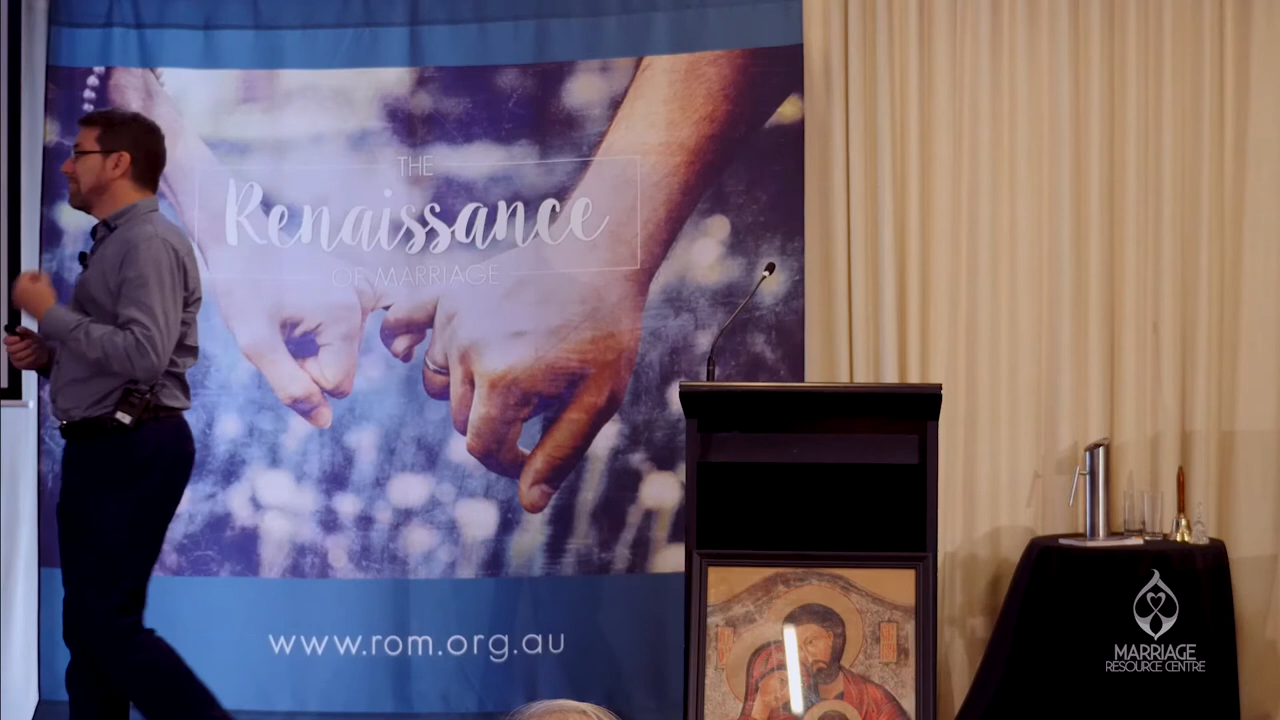 THE
Renaissance
OF MARRIAGE
www.rom.org.au
MARRIAGE
RESOURCE CENTRE